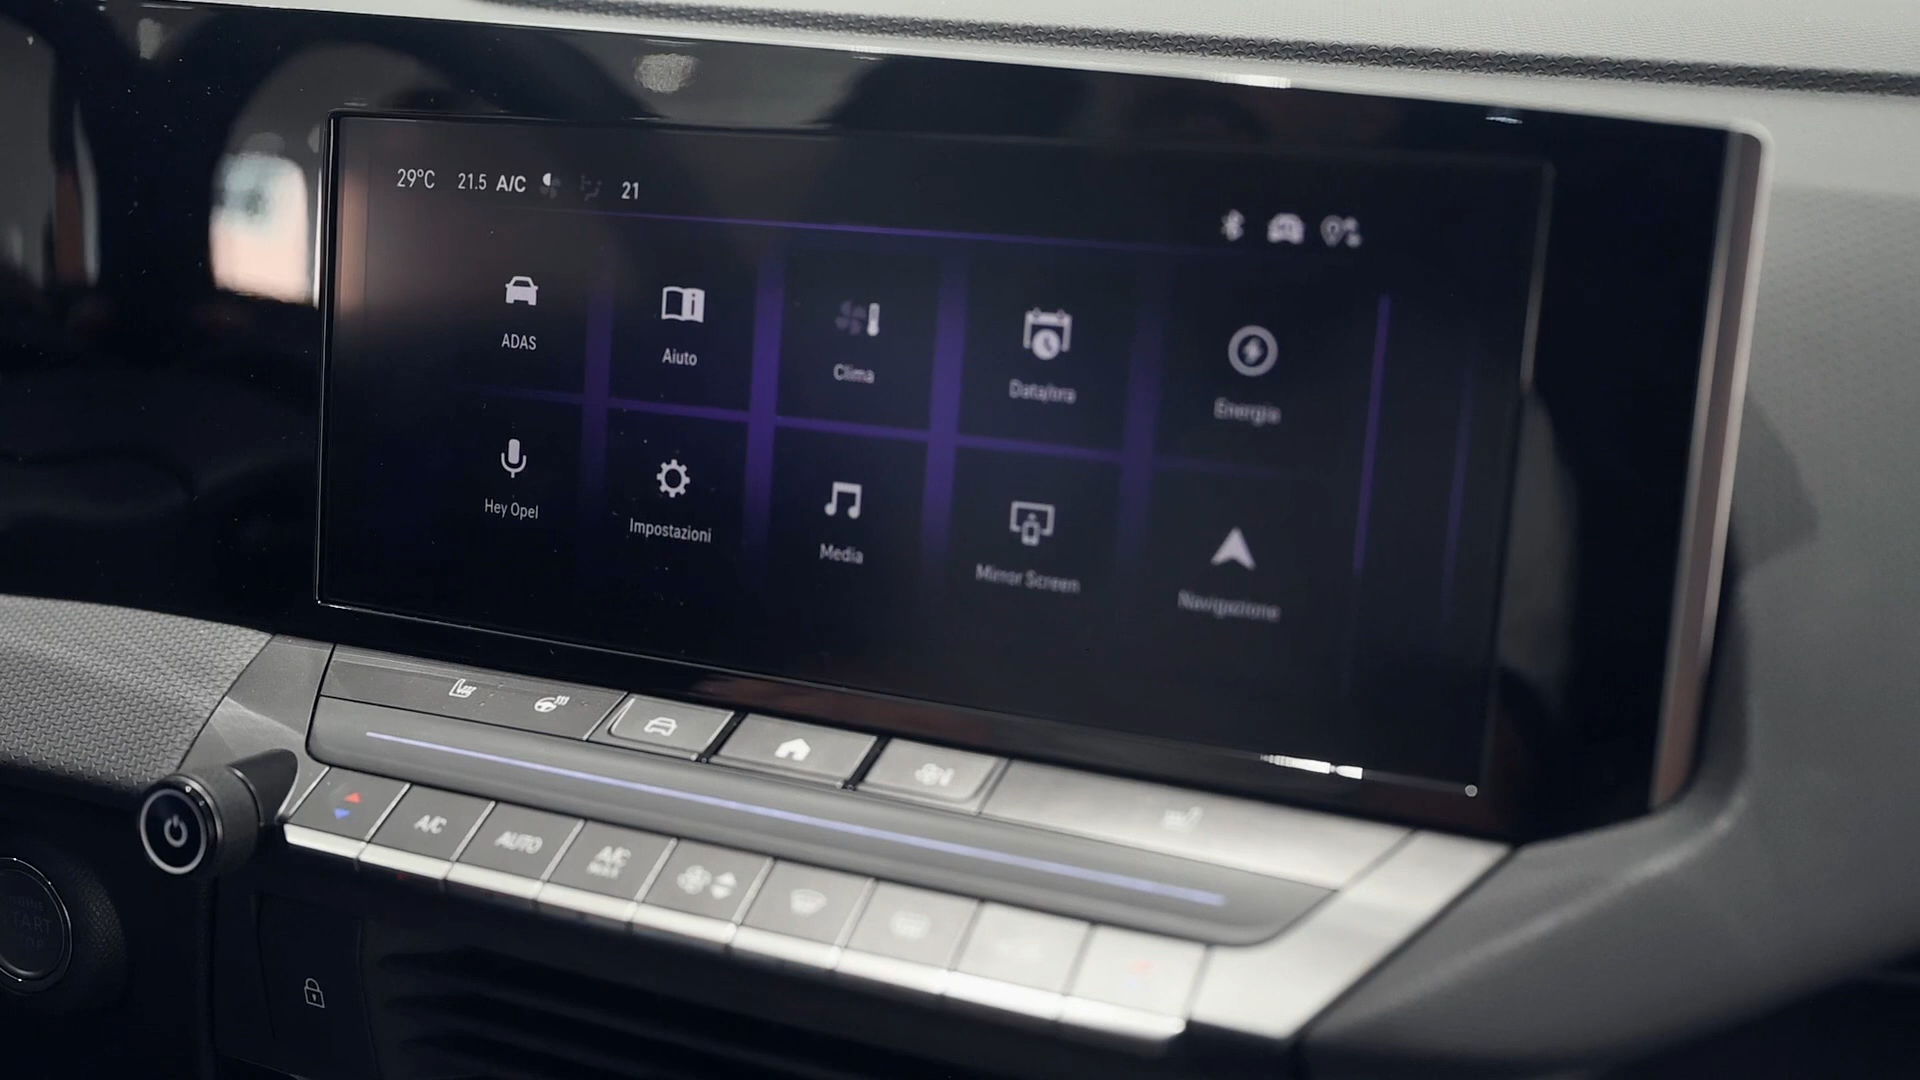 29°C 21.5 A/C 21
ADAS
Aiuto
Clima
Data/ora
Energia
Hey Opel
Impostazioni
Media
Mirror Screen
Navigazione
A/C
AUTO
A/C
MAX
START